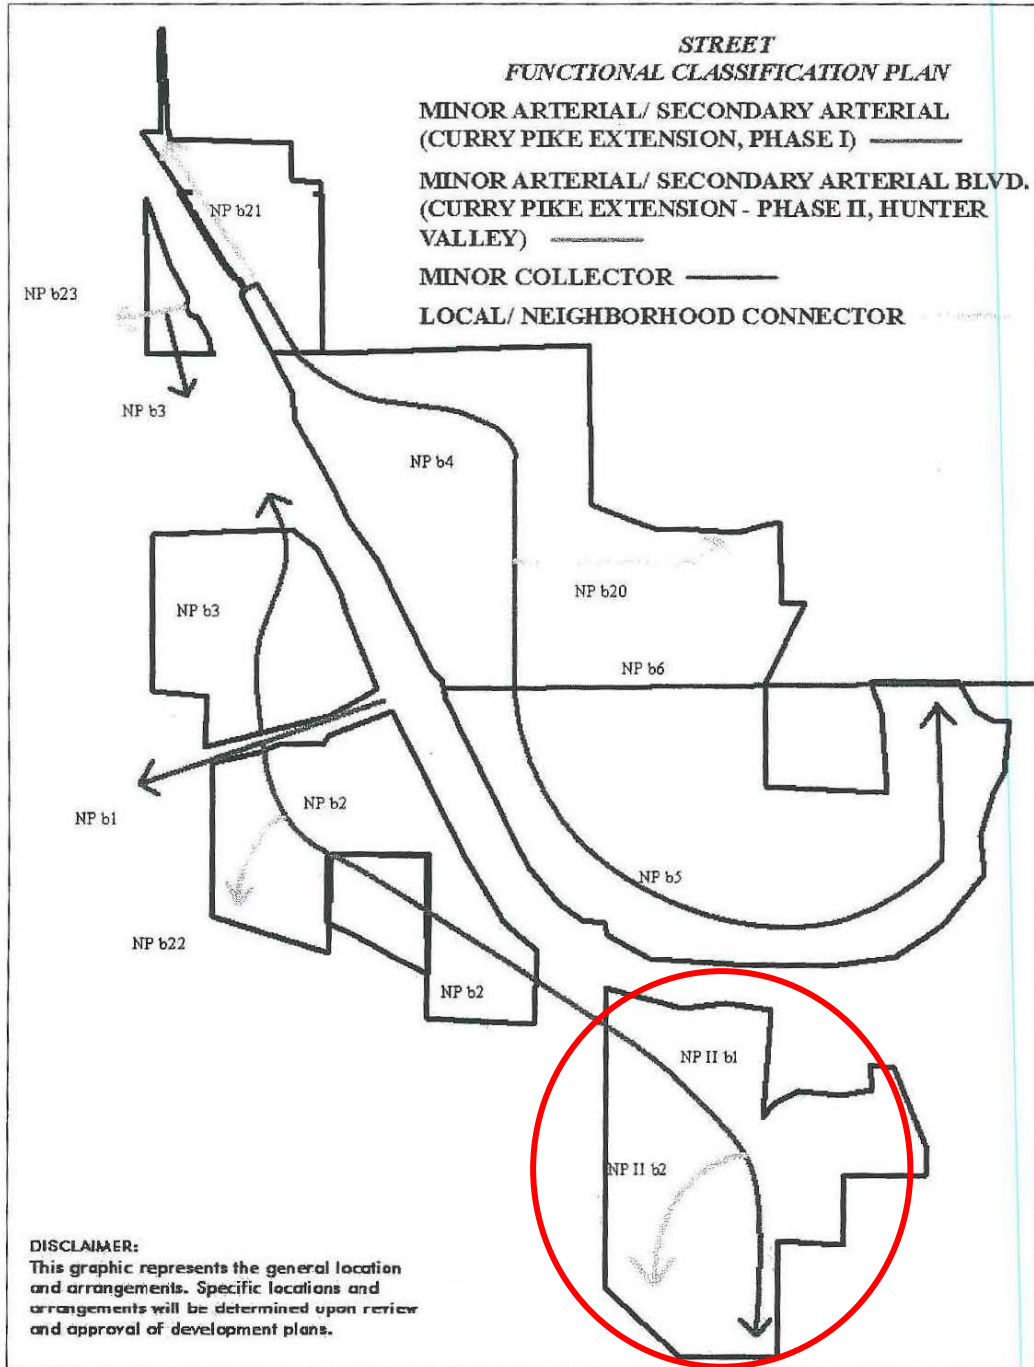 STREET
FUNCTIONAL CLASSIFICATION PLAN
MINOR ARTERIAL/ SECONDARY ARTERIAL
(CURRY PIKE EXTENSION, PHASE I)
MINOR ARTERIAL/ SECONDARY ARTERIAL BLVD.
(CURRY PIKE EXTENSION - PHASE II, HUNTER
VALLEY)
MINOR COLLECTOR
LOCAL/ NEIGHBORHOOD CONNECTOR
NP b21
NP b23
NP b3
NP b4
NP b20
NP b3
NP b6
NP b2
NP b1
NP b5
NP b22
NP b2
NP II b1
NP II b2
DISCLAIMER:
This graphic represents the general location
and arrangements. Specific locations and
arrangements will be determined upon review
and approval of development plans.